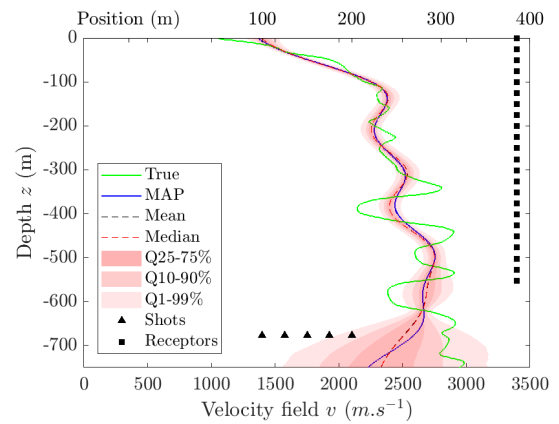 Position (m) 100 200 300 400
0
-100
-200
-300
-400
-500
-600
-700
Depth z (m)
True
MAP
Mean
Median
Q25-75%
Q10-90%
Q1-99%
Shots
Receptors
0 500 1000 1500 2000 2500 3000 3500
Velocity field v (m.s⁻¹)